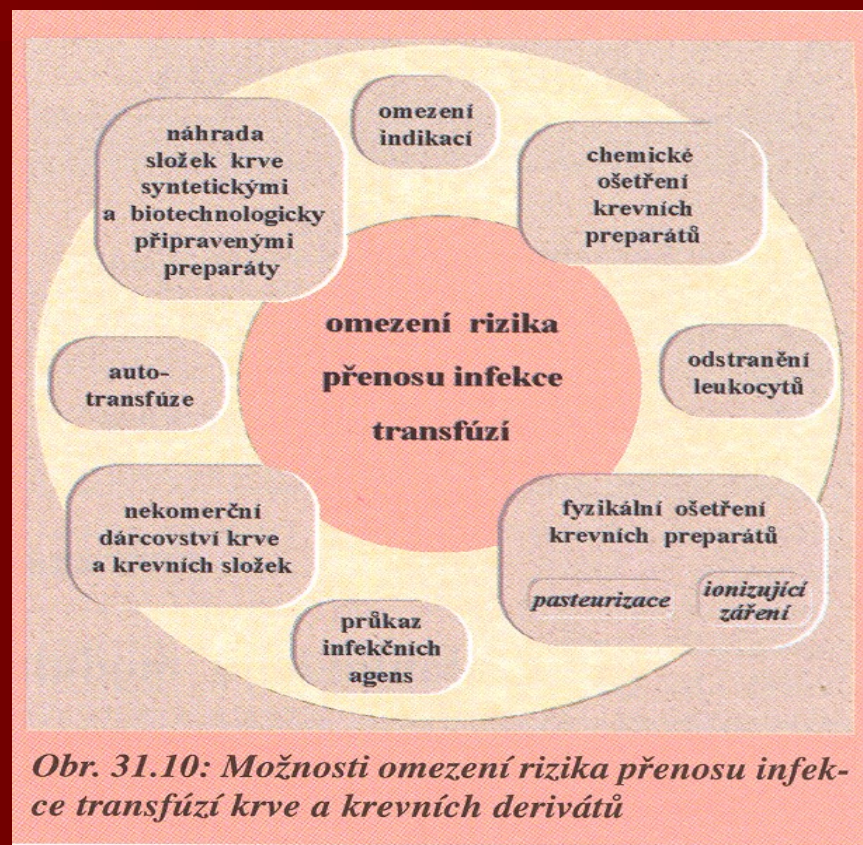 omezení
indikací
náhrada
složek krve
syntetickými
a biotechnologicky
připravenými
preparáty
chemické
ošetření
krevních
preparátů
omezení rizika
přenosu infekce
transfúzí
auto-
transfúze
odstranění
leukocytů
nekomerční
dárcovství krve
a krevních složek
fyzikální ošetření
krevních preparátů
pasteurizace
ionizující
záření
průkaz
infekčních
agens
Obr. 31.10: Možnosti omezení rizika přenosu infek-
ce transfúzí krve a krevních derivátů